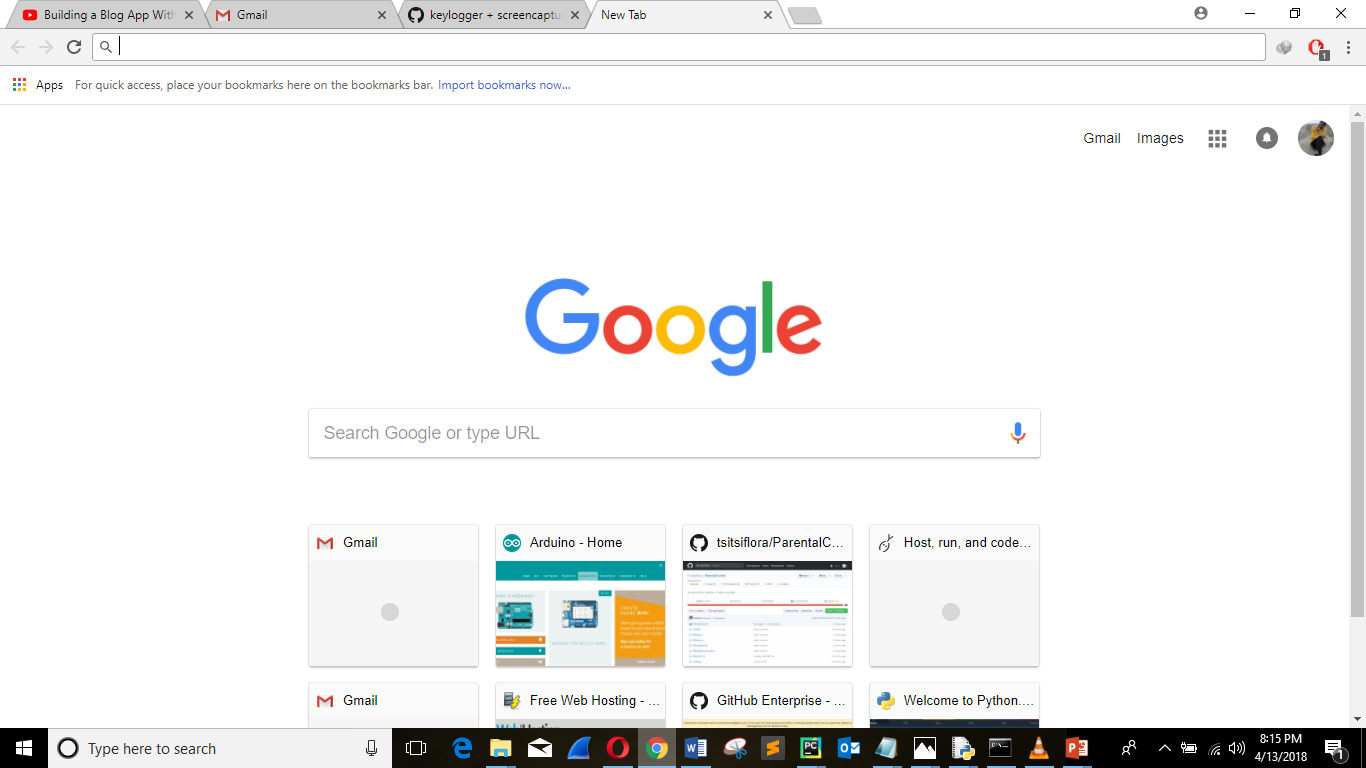 Building a Blog App With
Gmail
keylogger + screencaptu
New Tab
1
Apps
For quick access, place your bookmarks here on the bookmarks bar. Import bookmarks now...
Gmail Images
Google
Search Google or type URL
Gmail
Arduino - Home
tsitsiflora/ParentalC...
Host, run, and code...
Gmail
Free Web Hosting - ...
GitHub Enterprise - ...
Welcome to Python....
Type here to search
8:15 PM
4/13/2018
1